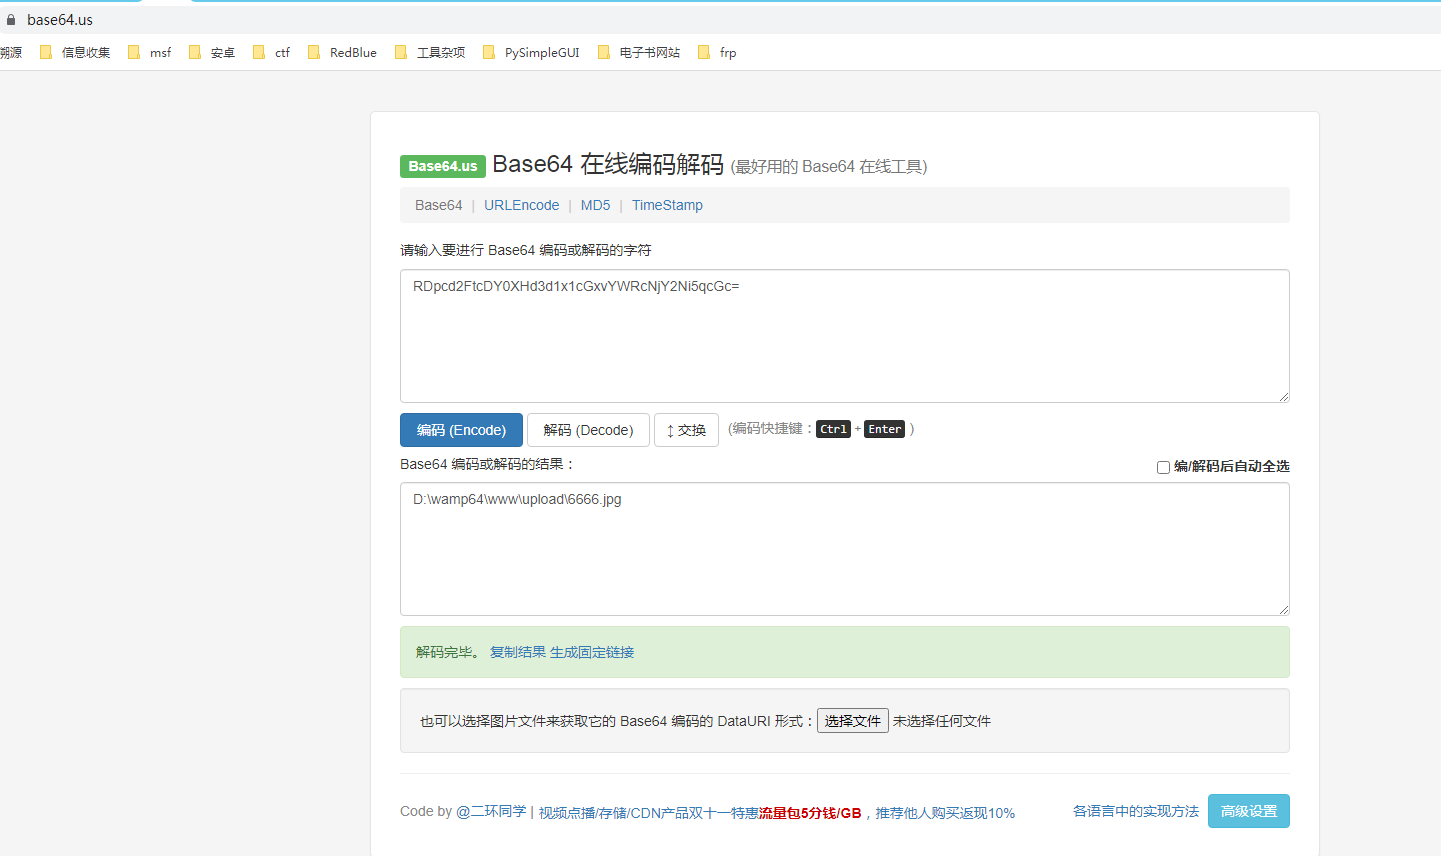 base64.us
溯源 信息收集 msf 安卓 ctf RedBlue 工具杂项 PySimpleGUI 电子书网站 frp
Base64.us Base64 在线编码解码 (最好用的 Base64 在线工具)
Base64 | URLEncode | MD5 | TimeStamp
请输入要进行 Base64 编码或解码的字符
RDpcd2FtcDY0XHd3d1x1cGxvYWRcNjY2Ni5qcGc=
编码 (Encode) 解码 (Decode) ↕ 交换 (编码快捷键：Ctrl + Enter )
Base64 编码或解码的结果： 编/解码后自动全选
D:\wamp64\www\upload\6666.jpg
解码完毕。 复制结果 生成固定链接
也可以选择图片文件来获取它的 Base64 编码的 DataURI 形式：选择文件 未选择任何文件
Code by @二环同学 | 视频点播/存储/CDN产品双十一特惠流量包5分钱/GB，推荐他人购买返现10% 各语言中的实现方法 高级设置